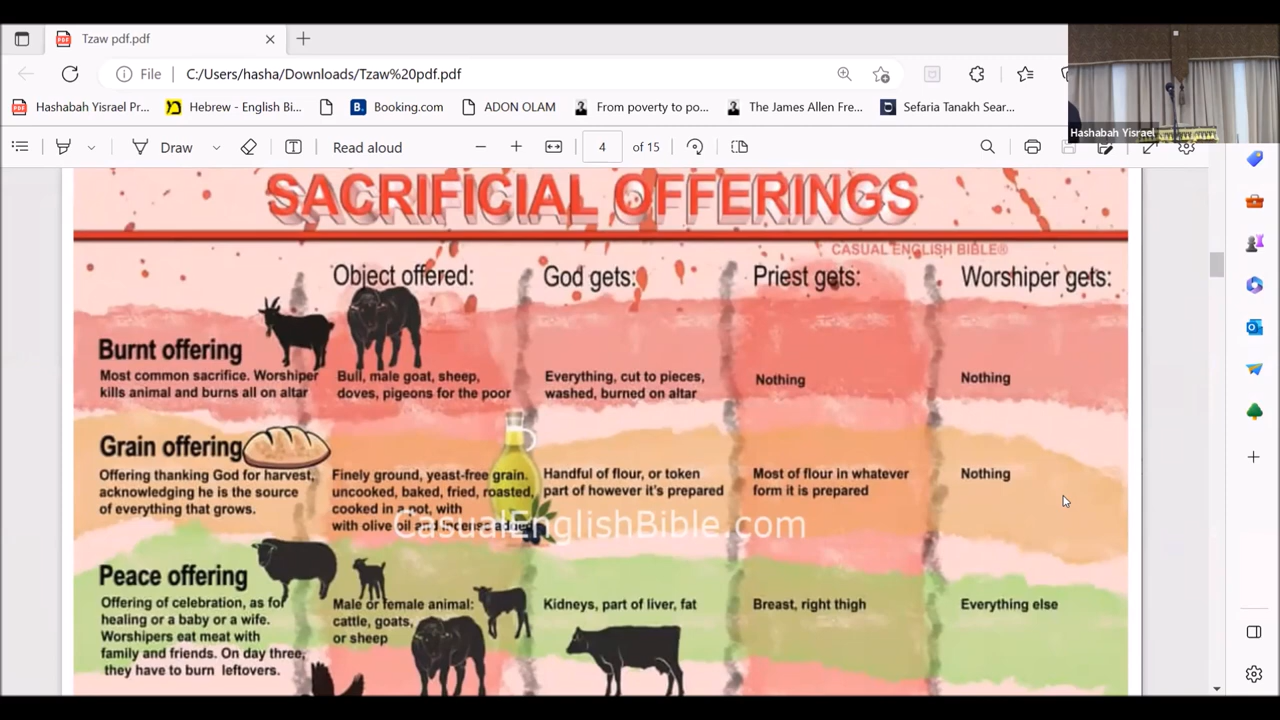 Tzaw pdf.pdf
File
C:/Users/hasha/Downloads/Tzaw%20pdf.pdf
Hashabah Yisrael Pr...
Hebrew - English Bi...
Booking.com
ADON OLAM
From poverty to po...
The James Allen Fre...
Sefaria Tanakh Sear...
Hashabah Yisrael
Draw
Read aloud
4
of 15
SACRIFICIAL OFFERINGS
CASUAL ENGLISH BIBLE®
Object offered:
God gets:
Priest gets:
Worshiper gets:
Burnt offering
Most common sacrifice. Worshiper
kills animal and burns all on altar
Bull, male goat, sheep,
doves, pigeons for the poor
Everything, cut to pieces,
washed, burned on altar
Nothing
Nothing
Grain offering
Offering thanking God for harvest,
acknowledging he is the source
of everything that grows.
Finely ground, yeast-free grain.
uncooked, baked, fried, roasted,
cooked in a pot, with
with olive oil and incense added
Handful of flour, or token
part of however it's prepared
Most of flour in whatever
form it is prepared
Nothing
CasualEnglishBible.com
Peace offering
Offering of celebration, as for
healing or a baby or a wife.
Worshipers eat meat with
family and friends. On day three,
they have to burn leftovers.
Male or female animal:
cattle, goats,
or sheep
Kidneys, part of liver, fat
Breast, right thigh
Everything else